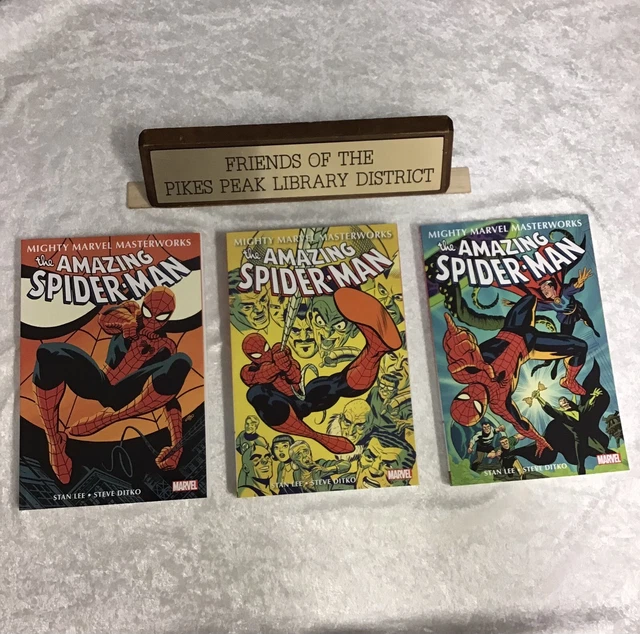 FRIENDS OF THE
PIKES PEAK LIBRARY DISTRICT
MIGHTY MARVEL MASTERWORKS
the AMAZING
SPIDER-MAN
STAN LEE • STEVE DITKO
MARVEL
MIGHTY MARVEL MASTERWORKS
the AMAZING
SPIDER-MAN
STAN LEE • STEVE DITKO
MARVEL
MIGHTY MARVEL MASTERWORKS
the AMAZING
SPIDER-MAN
STAN LEE • STEVE DITKO
MARVEL